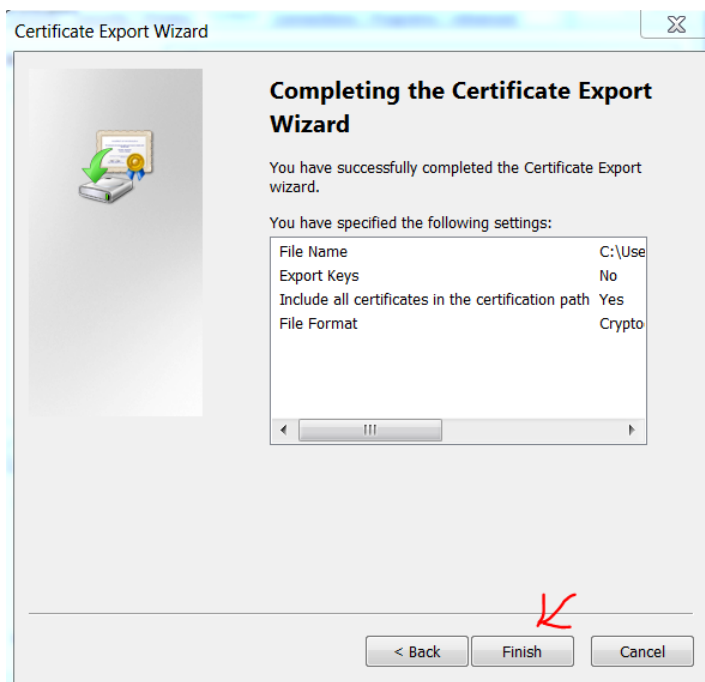 Certificate Export Wizard
Completing the Certificate Export
Wizard
You have successfully completed the Certificate Export
wizard.
You have specified the following settings:
File Name C:\Use
Export Keys No
Include all certificates in the certification path Yes
File Format Crypto
< Back Finish Cancel